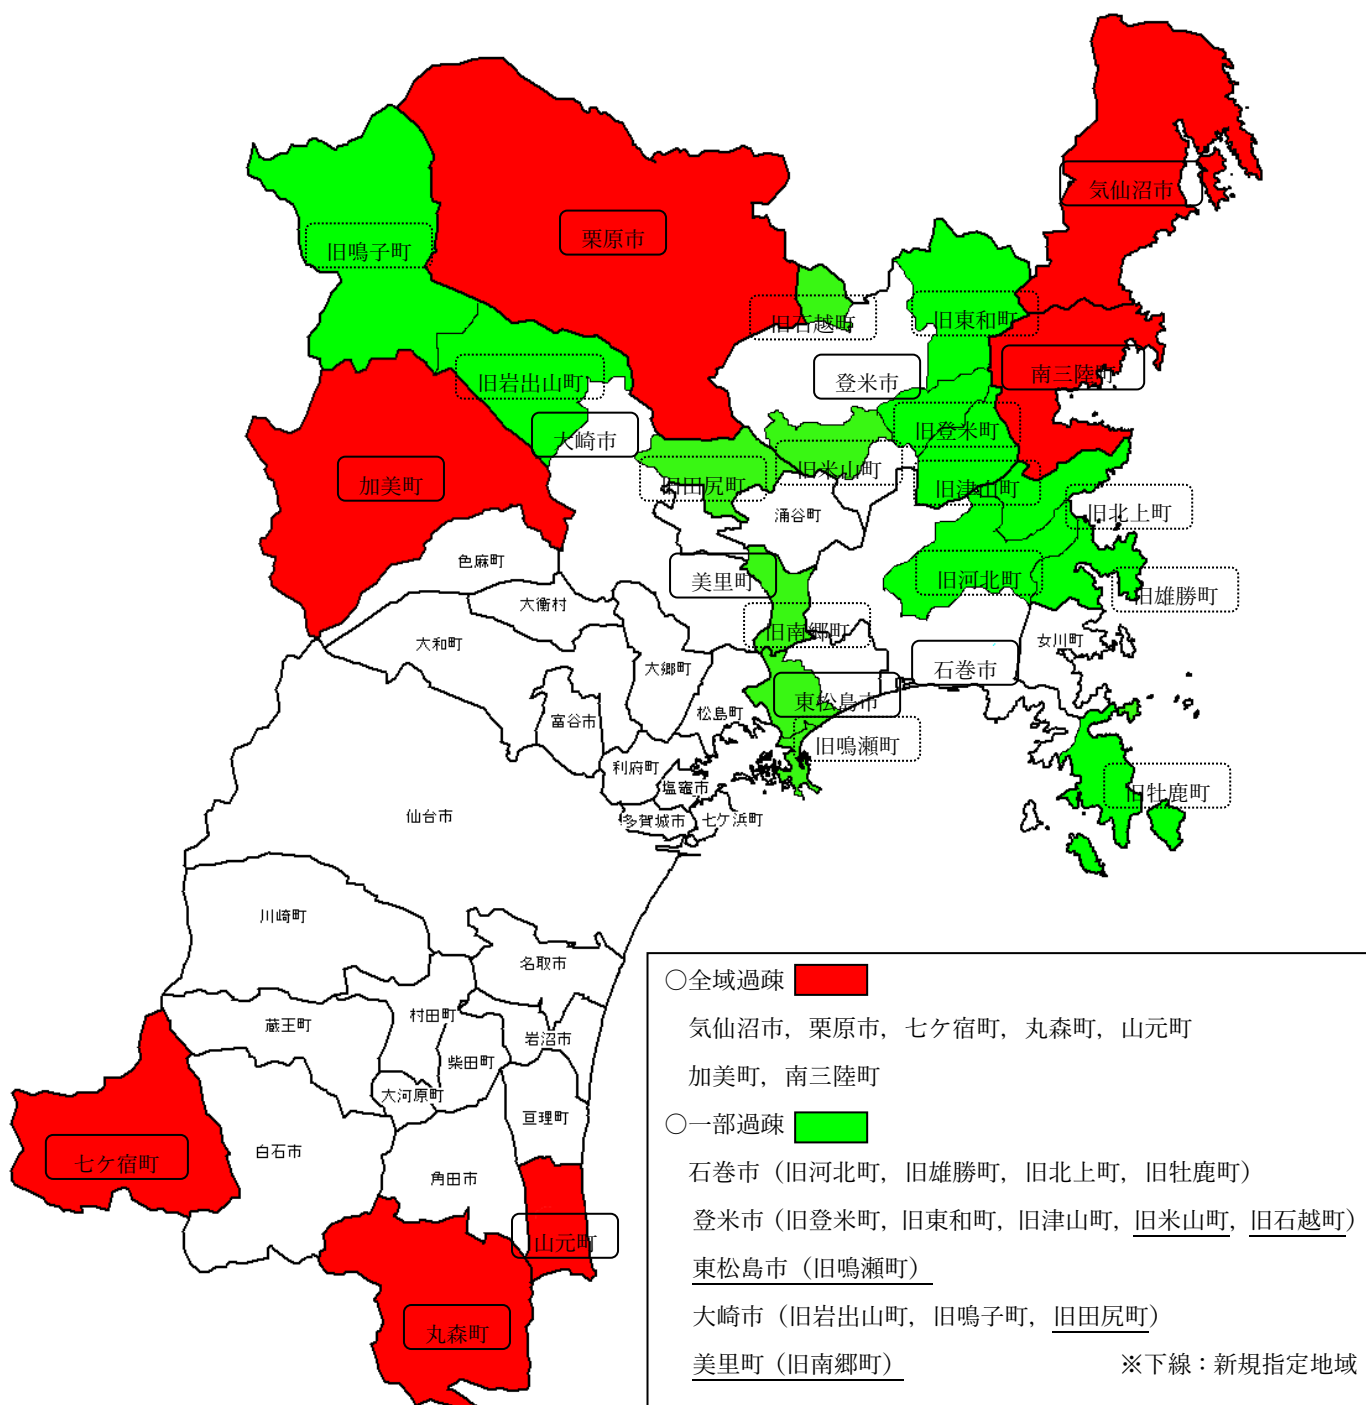 気仙沼市
栗原市
旧鳴子町
旧石越町
旧東和町
登米市
南三陸町
旧岩出山町
大崎市
旧登米町
加美町
旧田尻町
旧米山町
旧津山町
涌谷町
旧北上町
色麻町
美里町
旧河北町
旧雄勝町
大衡村
大和町
旧南郷町
大郷町
女川町
石巻市
東松島市
富谷市
松島町
旧鳴瀬町
利府町
塩竈市
旧牡鹿町
仙台市
多賀城市
七ケ浜町
川崎町
名取市
村田町
蔵王町
岩沼市
柴田町
大河原町
亘理町
白石市
七ケ宿町
角田市
山元町
丸森町
○全域過疎
気仙沼市，栗原市，七ケ宿町，丸森町，山元町
加美町，南三陸町
○一部過疎
石巻市（旧河北町，旧雄勝町，旧北上町，旧牡鹿町）
登米市（旧登米町，旧東和町，旧津山町，旧米山町，旧石越町）
東松島市（旧鳴瀬町）
大崎市（旧岩出山町，旧鳴子町，旧田尻町）
美里町（旧南郷町）
※下線：新規指定地域